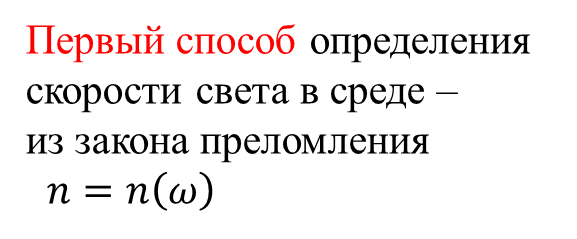 Первый способ определения
скорости света в среде –
из закона преломления
n = n(ω)